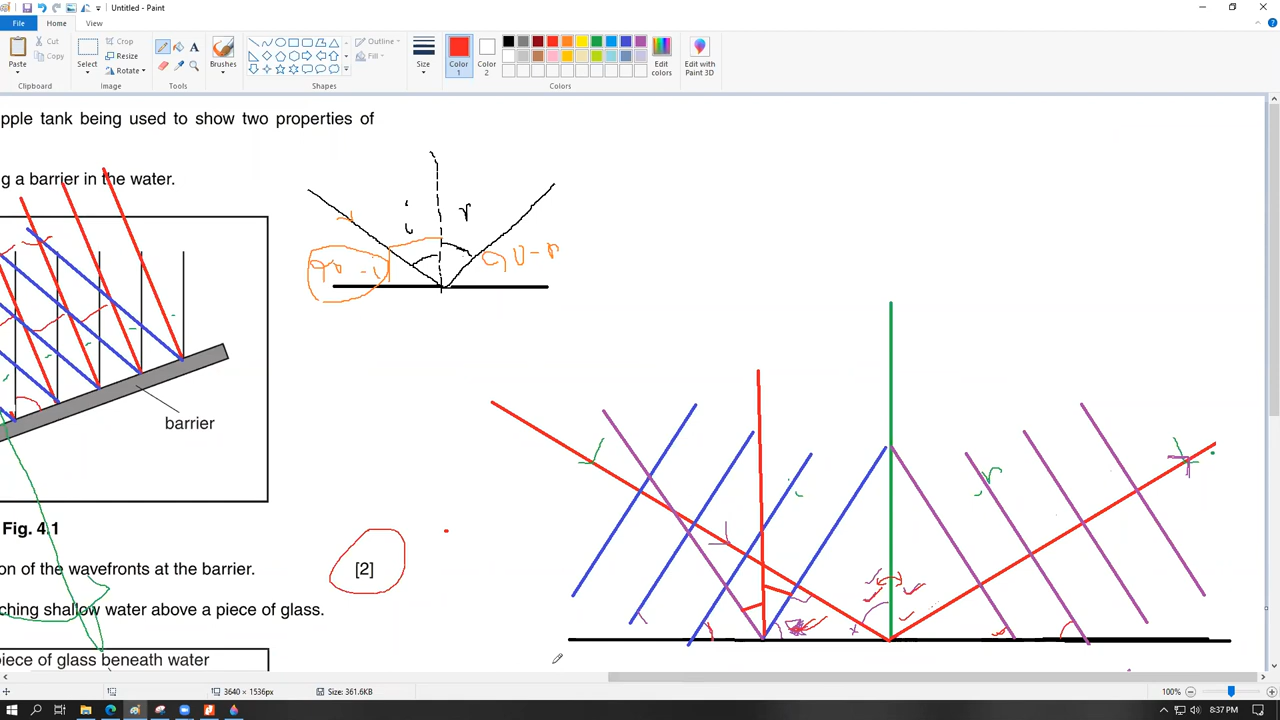 Untitled - Paint
File
Home
View
Paste
Cut
Copy
Clipboard
Select
Crop
Resize
Rotate
Image
Tools
Brushes
Shapes
Outline
Fill
Size
Color 1
Color 2
Edit colors
Colors
Edit with Paint 3D
pple tank being used to show two properties of
g a barrier in the water.
i
r
90 - i
90 - r
barrier
Fig. 4.1
on of the wavefronts at the barrier.
[2]
ching shallow water above a piece of glass.
piece of glass beneath water
i
r
x
3640 × 1536px
Size: 361.6KB
100%
8:37 PM